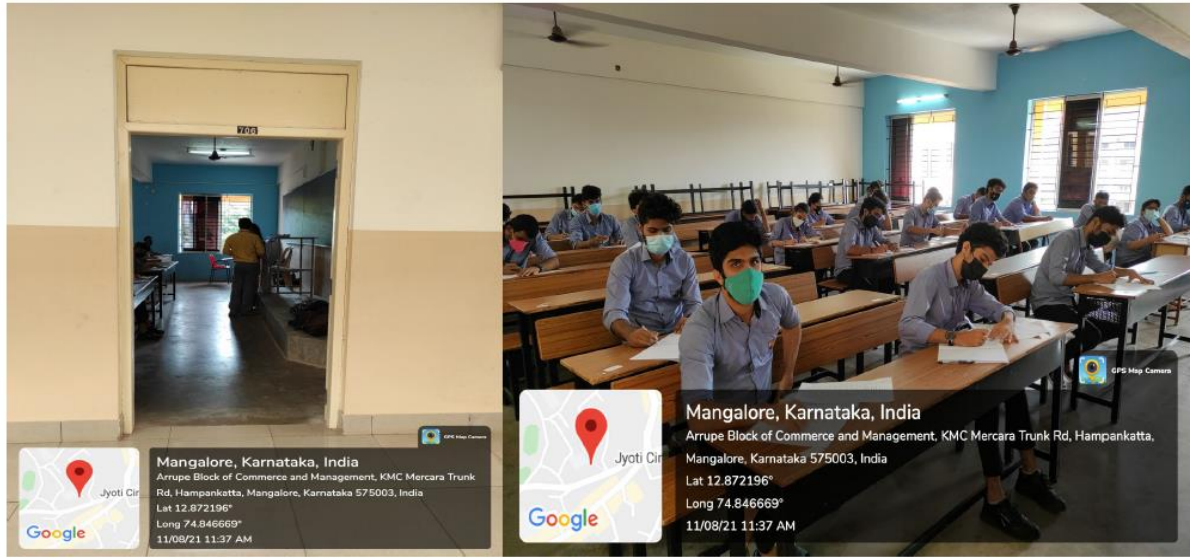 706
GPS Map Camera
Jyoti Cir
Google
Mangalore, Karnataka, India
Arrupe Block of Commerce and Management, KMC Mercara Trunk
Rd, Hampankatta, Mangalore, Karnataka 575003, India
Lat 12.872196°
Long 74.846669°
11/08/21 11:37 AM
GPS Map Camera
Jyoti Cir
Google
Mangalore, Karnataka, India
Arrupe Block of Commerce and Management, KMC Mercara Trunk Rd, Hampankatta,
Mangalore, Karnataka 575003, India
Lat 12.872196°
Long 74.846669°
11/08/21 11:37 AM